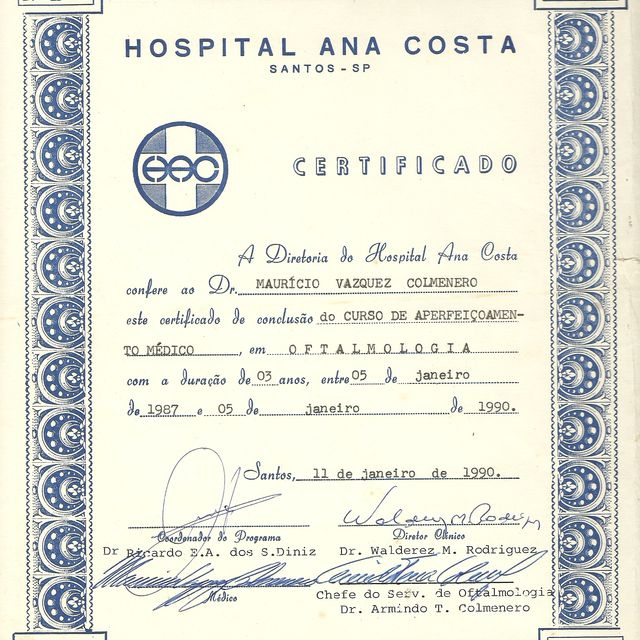 HOSPITAL ANA COSTA
SANTOS-SP
HAC
CERTIFICADO
A Diretoria do Hospital Ana Costa
confere ao Dr. MAURÍCIO VAZQUEZ COLMENERO
este certificado de conclusão do CURSO DE APERFEIÇOAMEN-
TO MÉDICO, em OFTALMOLOGIA
com a duração de 03 anos, entre 05 de janeiro
de 1987 e 05 de janeiro de 1990.
Santos, 11 de janeiro de 1990.
Coordenador do Programa
Dr Ricardo E.A. dos S.Diniz
Walderez M Rodriguez
Diretor Clínico
Dr. Walderez M. Rodriguez
Médico
Chefe do Serv. de Oftalmologia
Dr. Armindo T. Colmenero